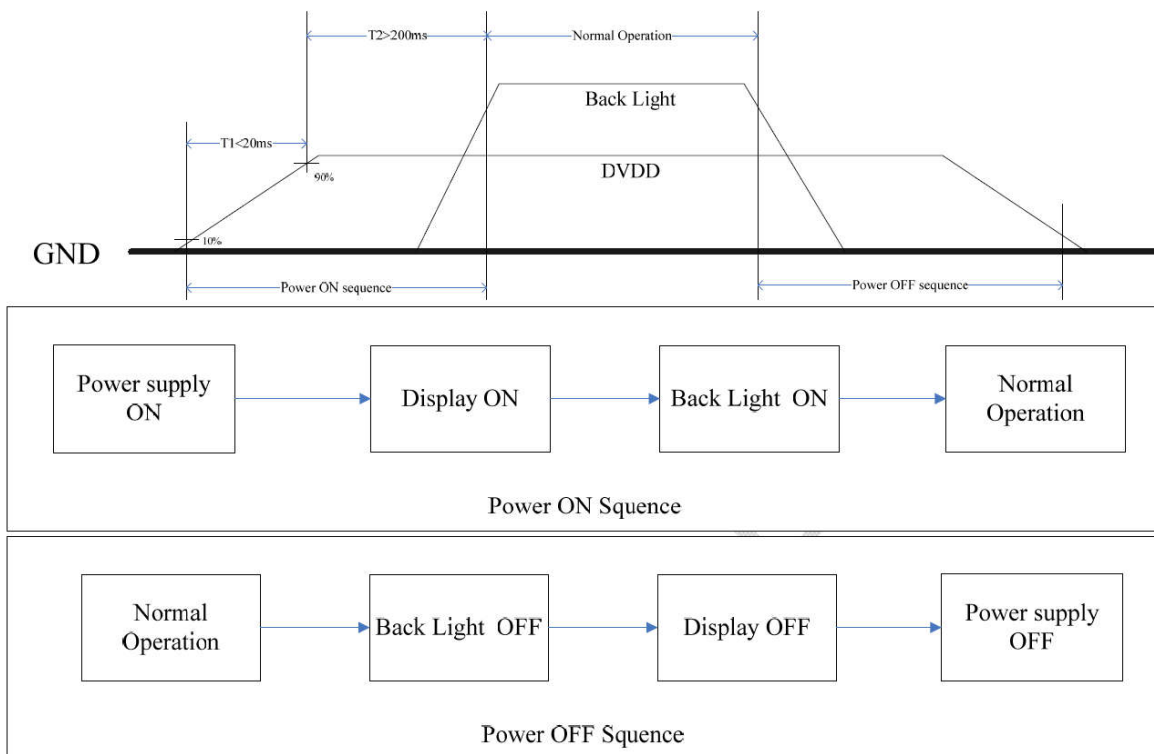 T2>200ms
Normal Operation
Back Light
T1<20ms
90%
DVDD
10%
GND
Power ON sequence
Power OFF sequence
Power supply
ON
Display ON
Back Light ON
Normal
Operation
Power ON Squence
Normal
Operation
Back Light OFF
Display OFF
Power supply
OFF
Power OFF Squence